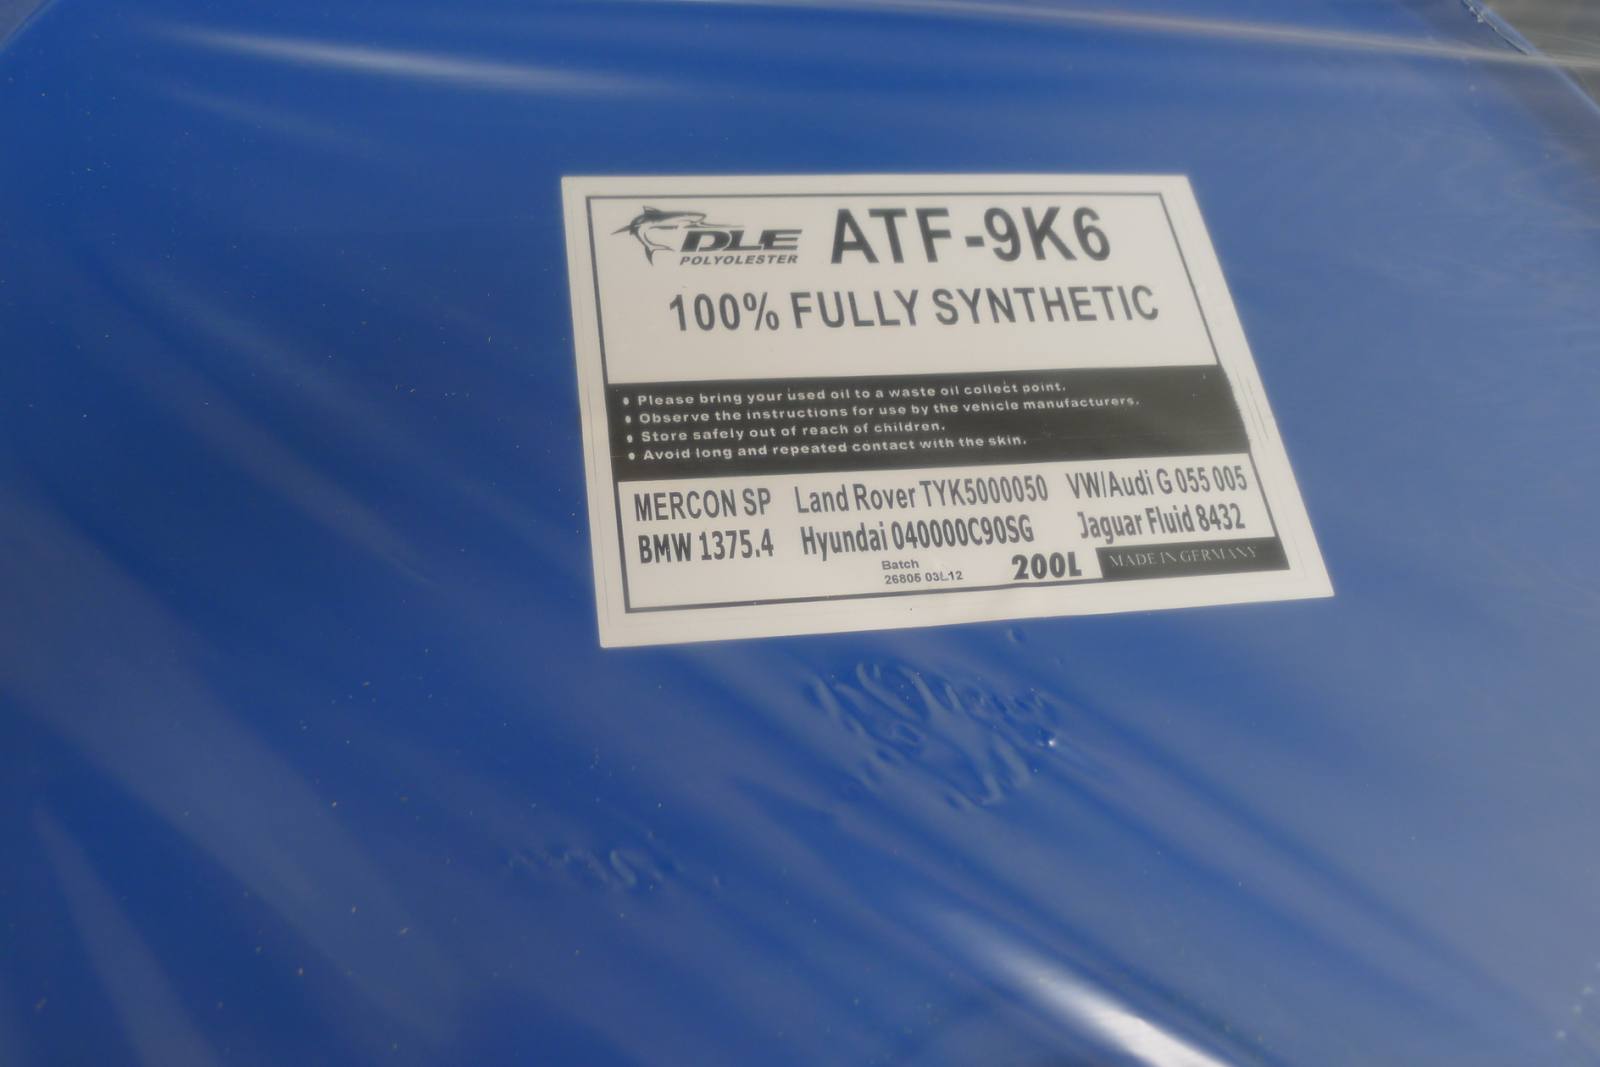 DLE ATF-9K6
POLYOLESTER
100% FULLY SYNTHETIC
• Please bring your used oil to a waste oil collect point.
• Observe the instructions for use by the vehicle manufacturers.
• Store safely out of reach of children.
• Avoid long and repeated contact with the skin.
MERCON SP Land Rover TYK5000050 VW/Audi G 055 005
BMW 1375.4 Hyundai 040000C90SG Jaguar Fluid 8432
Batch
26805 03L12
200L MADE IN GERMANY